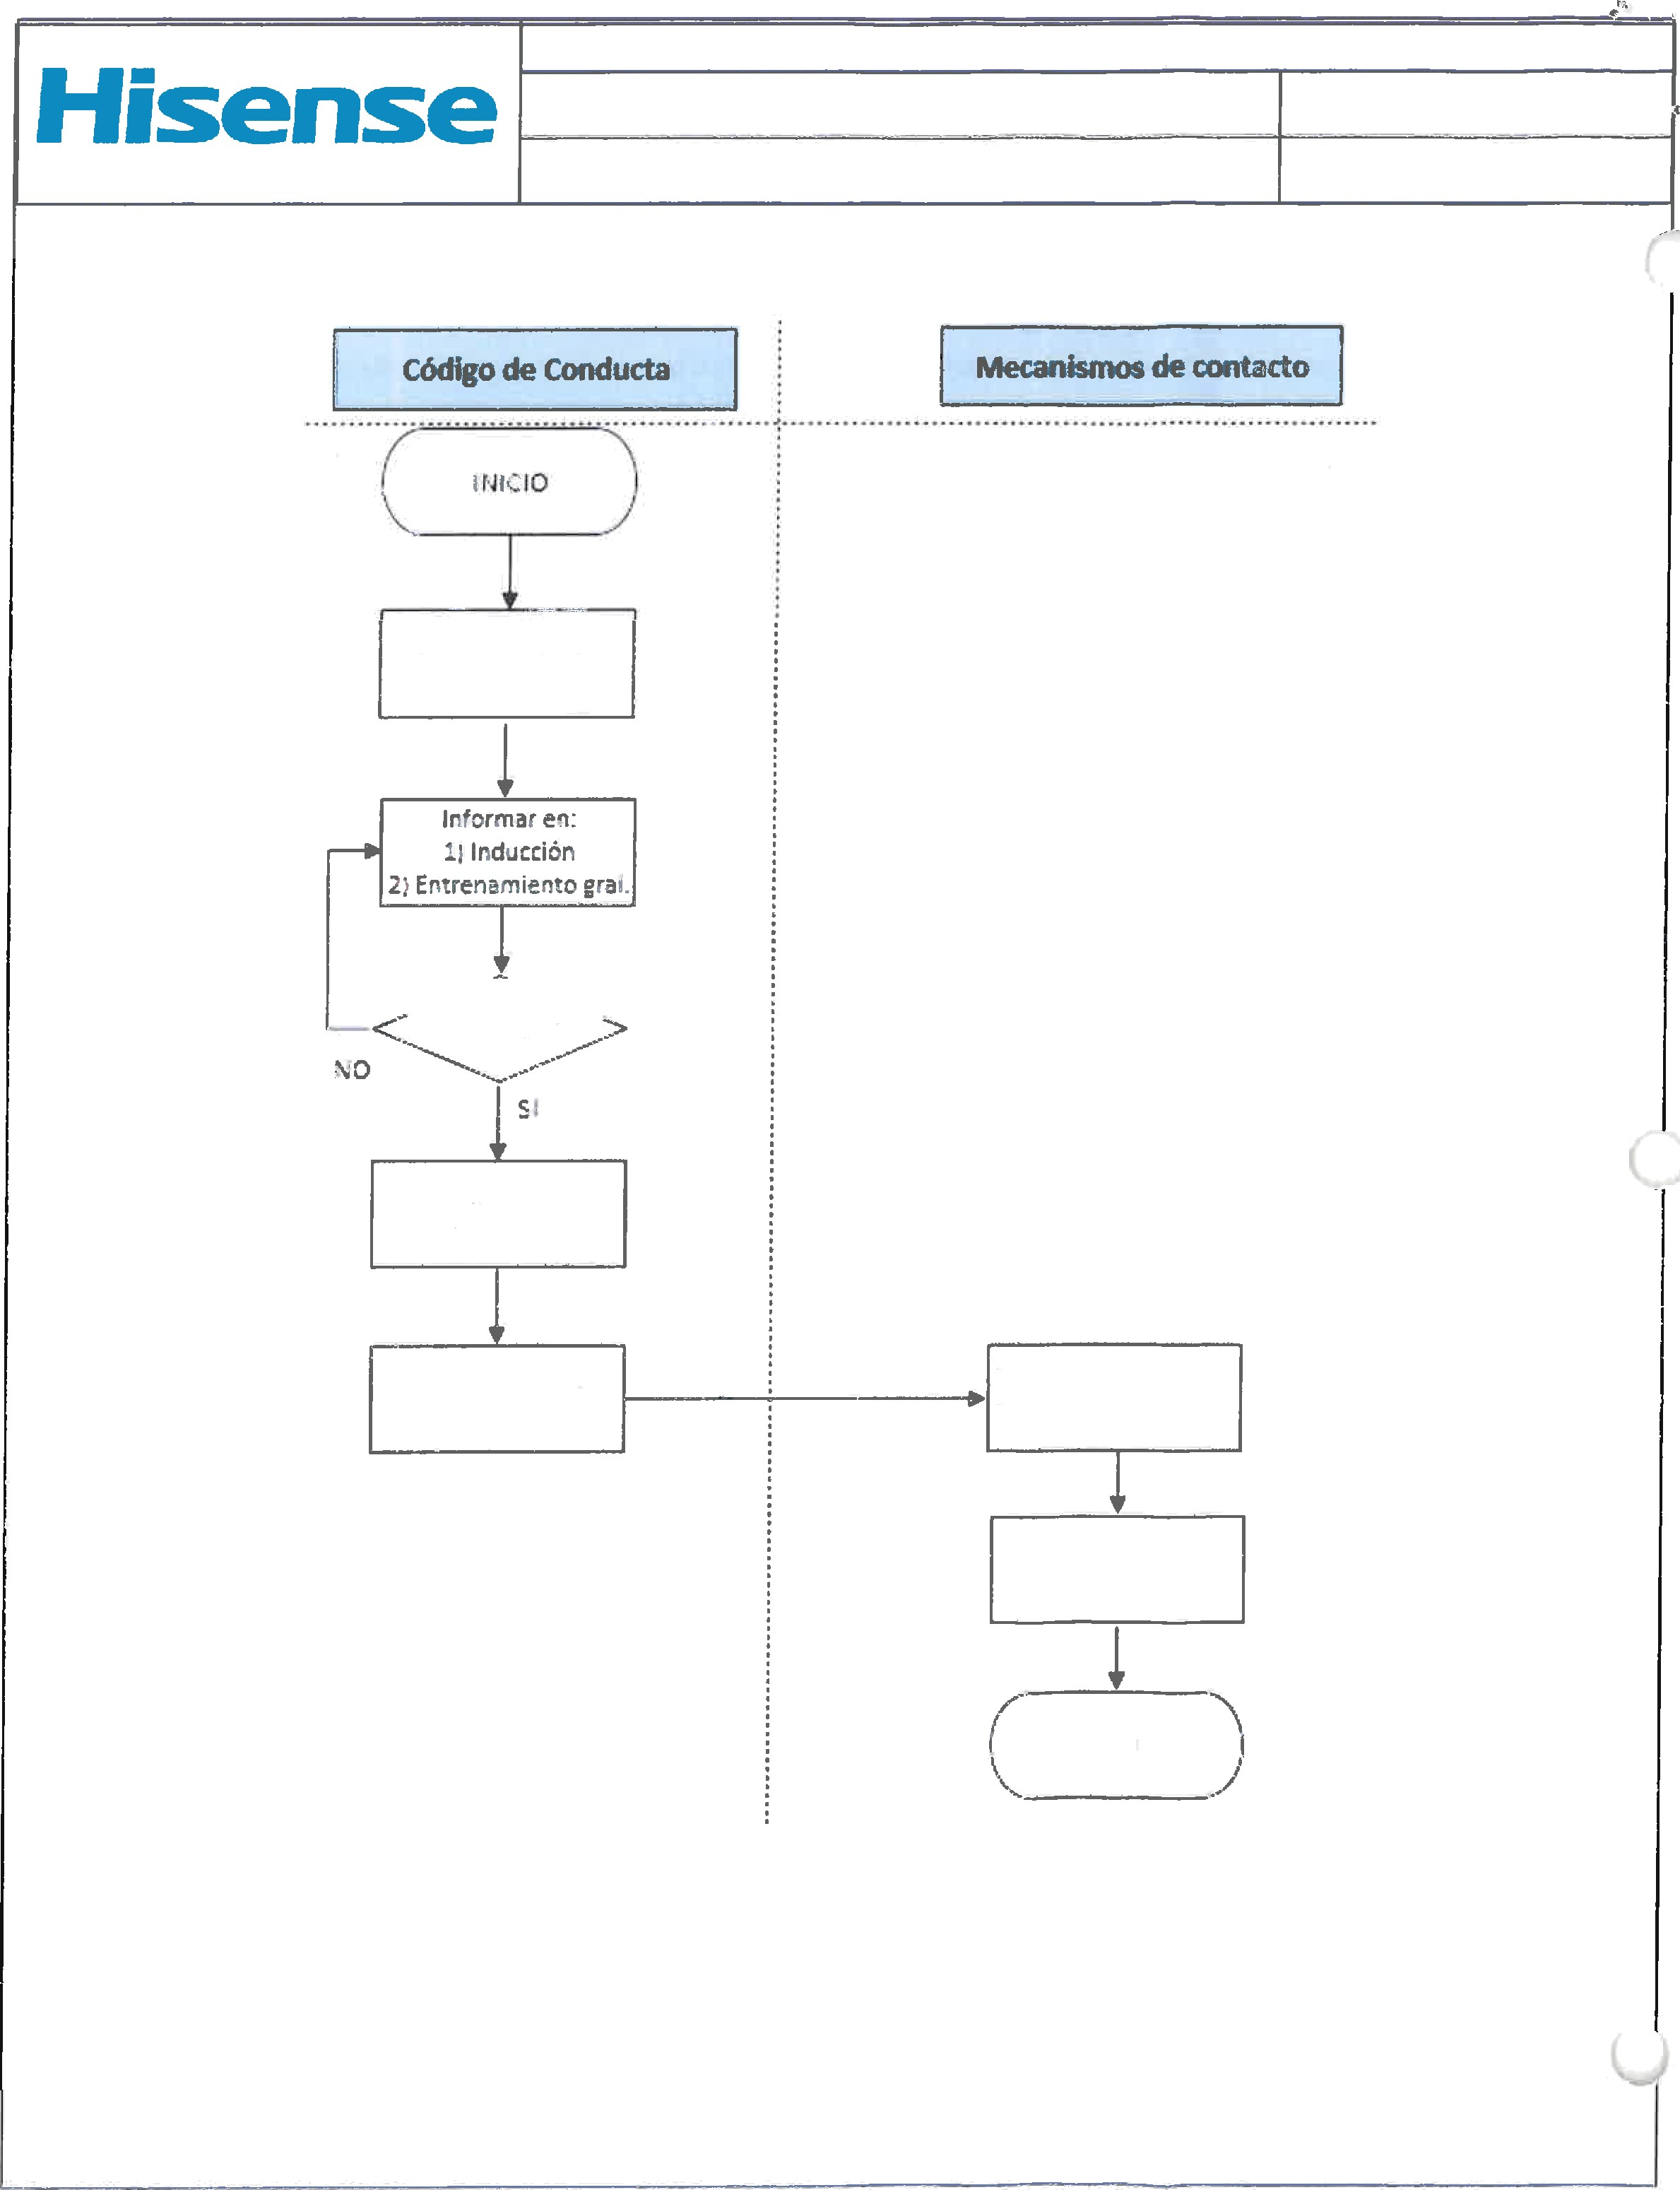 Hisense
Código de Conducta
Mecanismos de contacto
INICIO
Informar en:
1) Inducción
2) Entrenamiento gral.
NO
SI